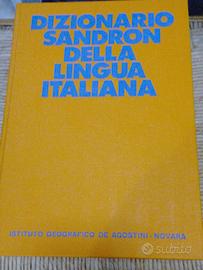 DIZIONARIO
SANDRON
DELLA
LINGUA
ITALIANA
ISTITUTO GEOGRAFICO DE AGOSTINI - NOVARA
subito